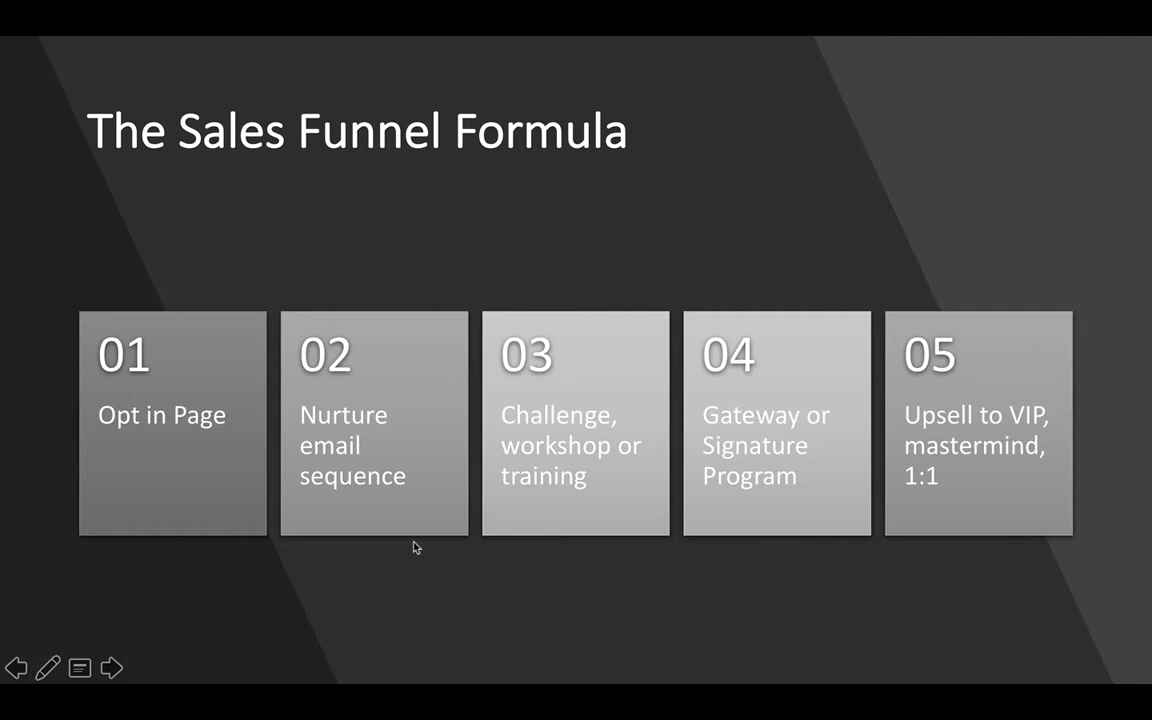 The Sales Funnel Formula
01
Opt in Page
02
Nurture
email
sequence
03
Challenge,
workshop or
training
04
Gateway or
Signature
Program
05
Upsell to VIP,
mastermind,
1:1